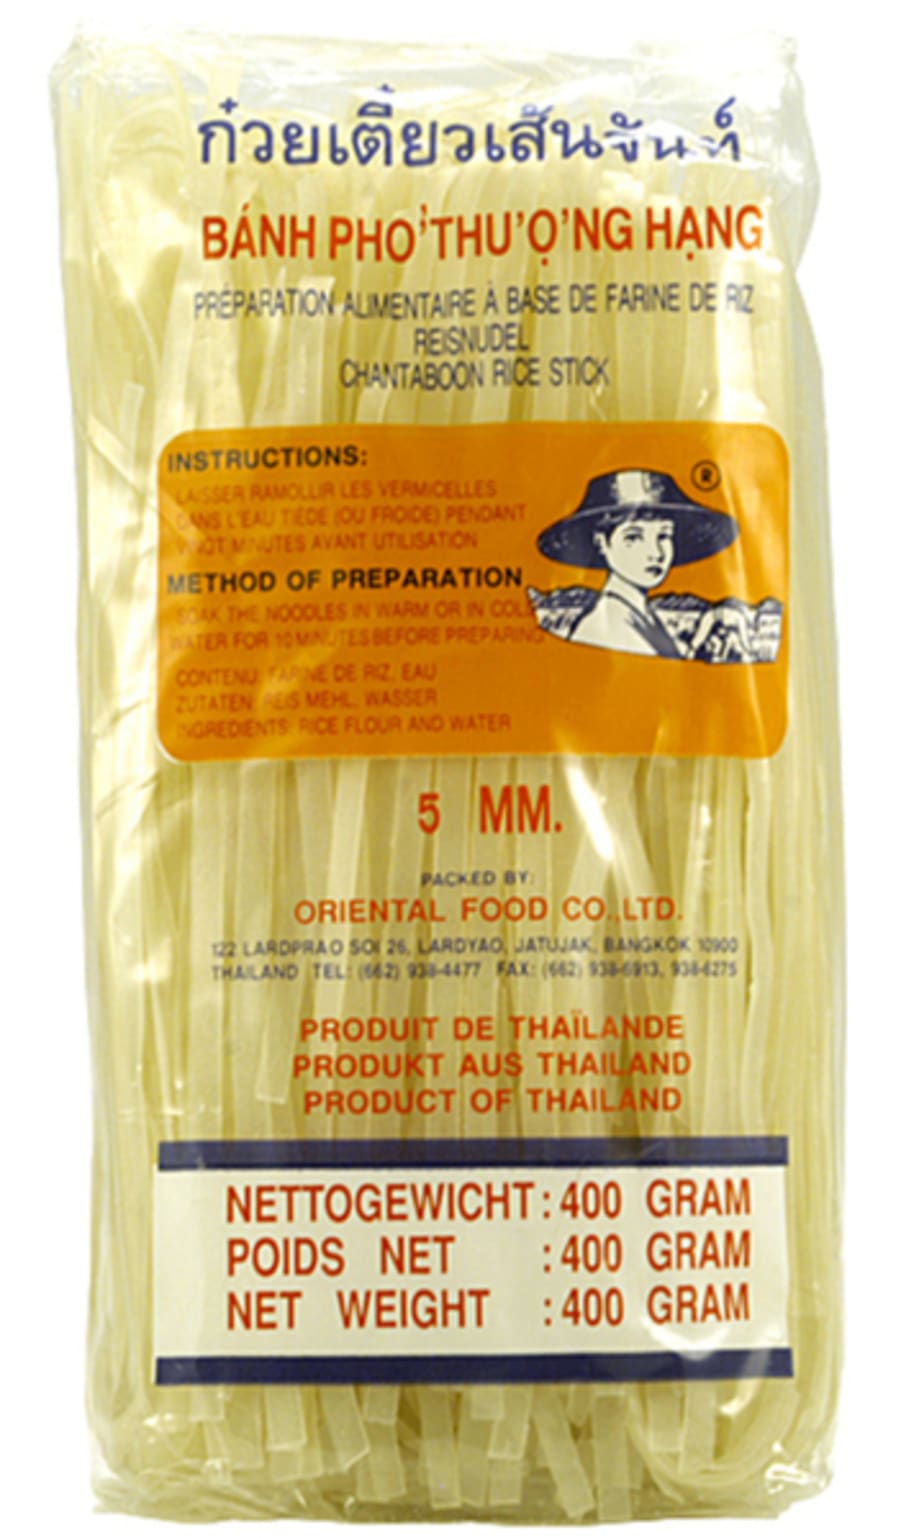 ก๋วยเตี๋ยวเส้นจันท์
BÁNH PHO’’THU’Ọ’NG HẠNG
PRÉPARATION ALIMENTAIRE À BASE DE FARINE DE RIZ
REISNUDEL
CHANTABOON RICE STICK
INSTRUCTIONS:
LAISSER RAMOLLIR LES VERMICELLES
DANS L'EAU TIEDE (OU FROIDE) PENDANT
VINGT MINUTES AVANT UTILISATION
METHOD OF PREPARATION
SOAK THE NOODLES IN WARM OR IN COLD
WATER FOR 10 MINUTES BEFORE PREPARING
CONTENU: FARINE DE RIZ, EAU
ZUTATEN: REIS MEHL, WASSER
INGREDIENTS: RICE FLOUR AND WATER
®
5 MM.
PACKED BY:
ORIENTAL FOOD CO.,LTD.
122 LARDPRAO SOI 26, LARDYAO, JATUJAK, BANGKOK 10900
THAILAND TEL: (662) 938-4477 FAX: (662) 938-6913, 938-6275
PRODUIT DE THAÏLANDE
PRODUKT AUS THAILAND
PRODUCT OF THAILAND
NETTOGEWICHT : 400 GRAM
POIDS NET : 400 GRAM
NET WEIGHT : 400 GRAM